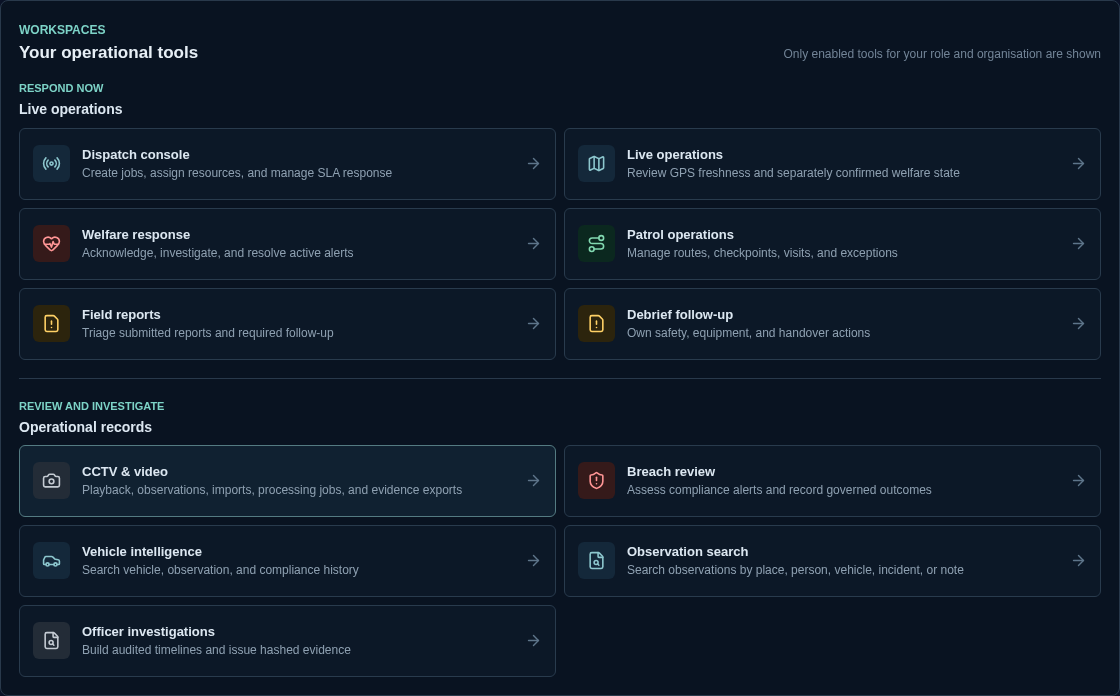 WORKSPACES
Your operational tools
Only enabled tools for your role and organisation are shown
RESPOND NOW
Live operations
Dispatch console
Create jobs, assign resources, and manage SLA response
Live operations
Review GPS freshness and separately confirmed welfare state
Welfare response
Acknowledge, investigate, and resolve active alerts
Patrol operations
Manage routes, checkpoints, visits, and exceptions
Field reports
Triage submitted reports and required follow-up
Debrief follow-up
Own safety, equipment, and handover actions
REVIEW AND INVESTIGATE
Operational records
CCTV & video
Playback, observations, imports, processing jobs, and evidence exports
Breach review
Assess compliance alerts and record governed outcomes
Vehicle intelligence
Search vehicle, observation, and compliance history
Observation search
Search observations by place, person, vehicle, incident, or note
Officer investigations
Build audited timelines and issue hashed evidence